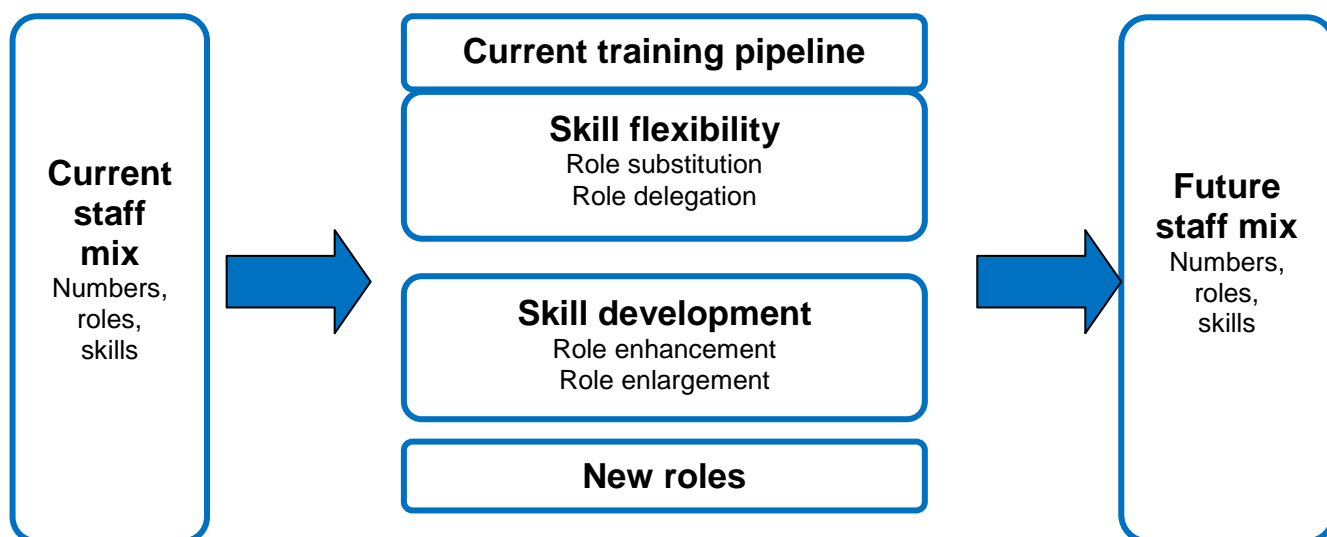 Current
staff
mix
Numbers,
roles,
skills
Current training pipeline
Skill flexibility
Role substitution
Role delegation
Skill development
Role enhancement
Role enlargement
New roles
Future
staff mix
Numbers,
roles,
skills